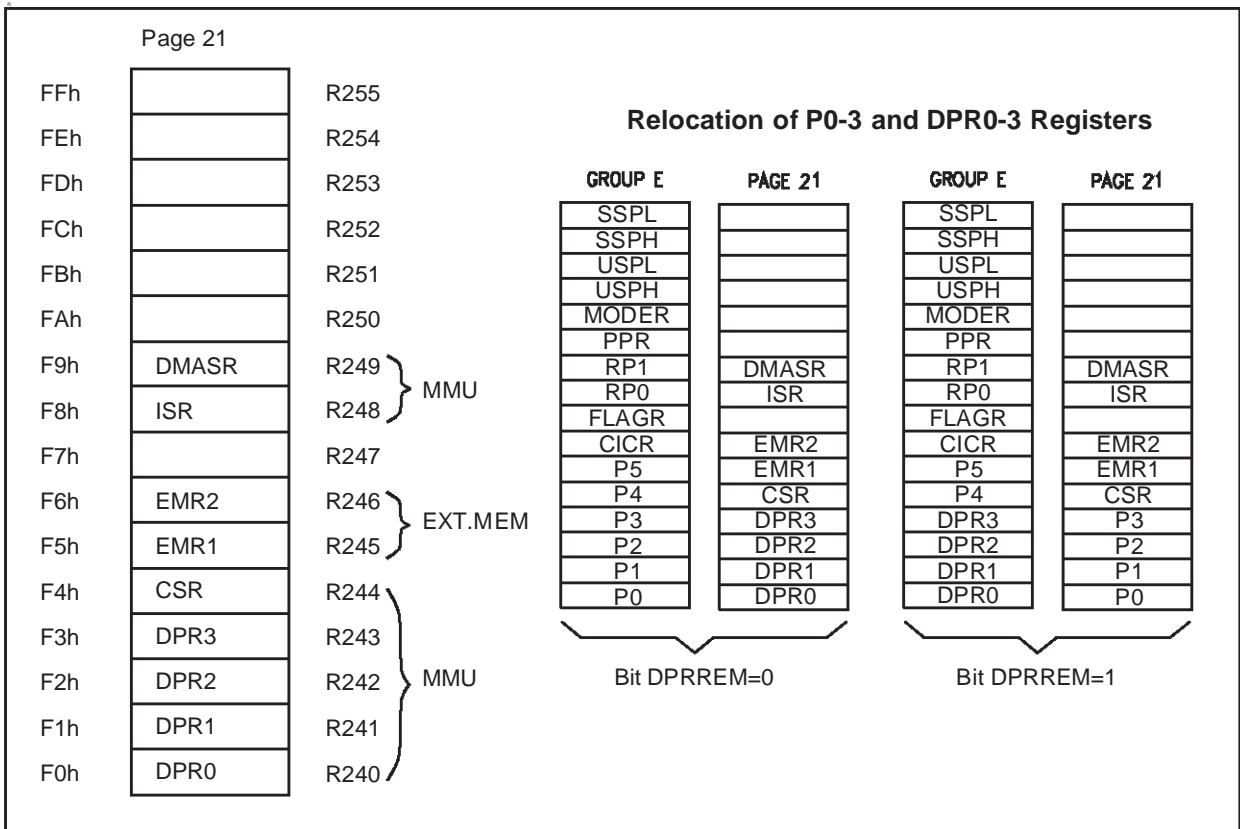 Page 21
FFh R255
FEh R254
FDh R253
FCh R252
FBh R251
FAh R250
F9h DMASR R249
F8h ISR R248
MMU
F7h R247
F6h EMR2 R246
F5h EMR1 R245
EXT.MEM
F4h CSR R244
F3h DPR3 R243
F2h DPR2 R242
F1h DPR1 R241
F0h DPR0 R240
MMU
Relocation of P0-3 and DPR0-3 Registers
GROUP E PAGE 21 GROUP E PAGE 21
SSPL SSPL
SSPH SSPH
USPL USPL
USPH USPH
MODER MODER
PPR PPR
RP1 DMASR RP1 DMASR
RP0 ISR RP0 ISR
FLAGR FLAGR
CICR EMR2 CICR EMR2
P5 EMR1 P5 EMR1
P4 CSR P4 CSR
P3 DPR3 DPR3 P3
P2 DPR2 DPR2 P2
P1 DPR1 DPR1 P1
P0 DPR0 DPR0 P0
Bit DPRREM=0 Bit DPRREM=1